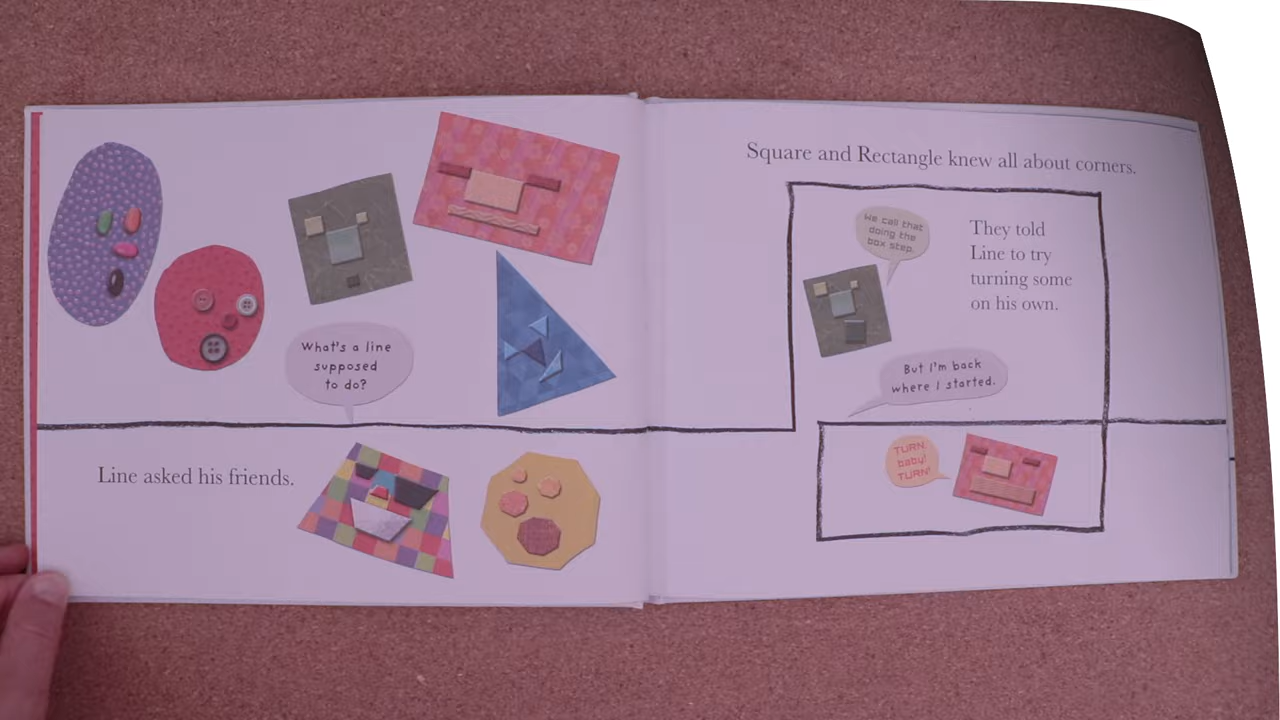 What's a line
supposed
to do?
Line asked his friends.
Square and Rectangle knew all about corners.
We call that
doing the
box step.
They told
Line to try
turning some
on his own.
But I'm back
where I started.
TURN,
baby!
TURN!